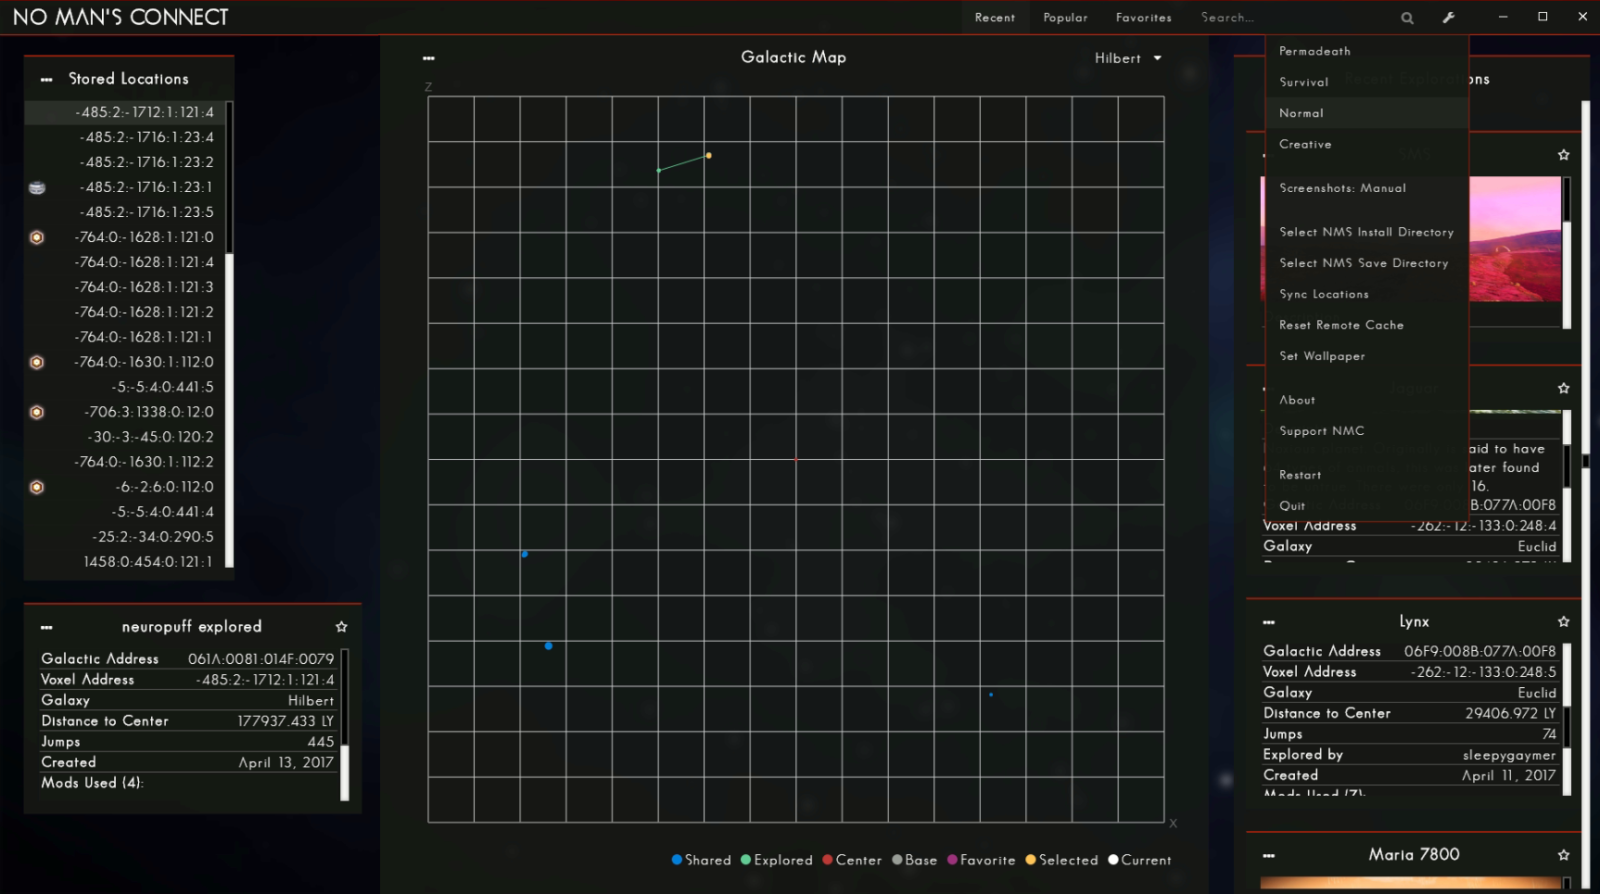 NO MAN'S CONNECT
Recent
Popular
Favorites
Search...
Stored Locations
-485:2:-1712:1:121:4
-485:2:-1716:1:23:4
-485:2:-1716:1:23:2
-485:2:-1716:1:23:1
-485:2:-1716:1:23:5
-764:0:-1628:1:121:0
-764:0:-1628:1:121:4
-764:0:-1628:1:121:3
-764:0:-1628:1:121:2
-764:0:-1628:1:121:1
-764:0:-1630:1:112:0
-5:-5:4:0:441:5
-706:3:1338:0:12:0
-30:-3:-45:0:120:2
-764:0:-1630:1:112:2
-6:-2:6:0:112:0
-5:-5:4:0:441:4
-25:2:-34:0:290:5
1458:0:454:0:121:1
neuropuff explored
Galactic Address 061A:0081:014F:0079
Voxel Address -485:2:-1712:1:121:4
Galaxy Hilbert
Distance to Center 177937.433 LY
Jumps 445
Created April 13, 2017
Mods Used (4):
Galactic Map
Hilbert
Z
X
Shared Explored Center Base Favorite Selected Current
Permadeath
Survival
Normal
Creative
Screenshots: Manual
Select NMS Install Directory
Select NMS Save Directory
Sync Locations
Reset Remote Cache
Set Wallpaper
About
Support NMC
Restart
Quit
Recent Explorations
aid to have
ater found
16.
B:077A:00F8
Voxel Address -262:-12:-133:0:248:4
Galaxy Euclid
Lynx
Galactic Address 06F9:008B:077A:00F8
Voxel Address -262:-12:-133:0:248:5
Galaxy Euclid
Distance to Center 29406.972 LY
Jumps 74
Explored by sleepygaymer
Created April 11, 2017
Mods Used (7):
Maria 7800